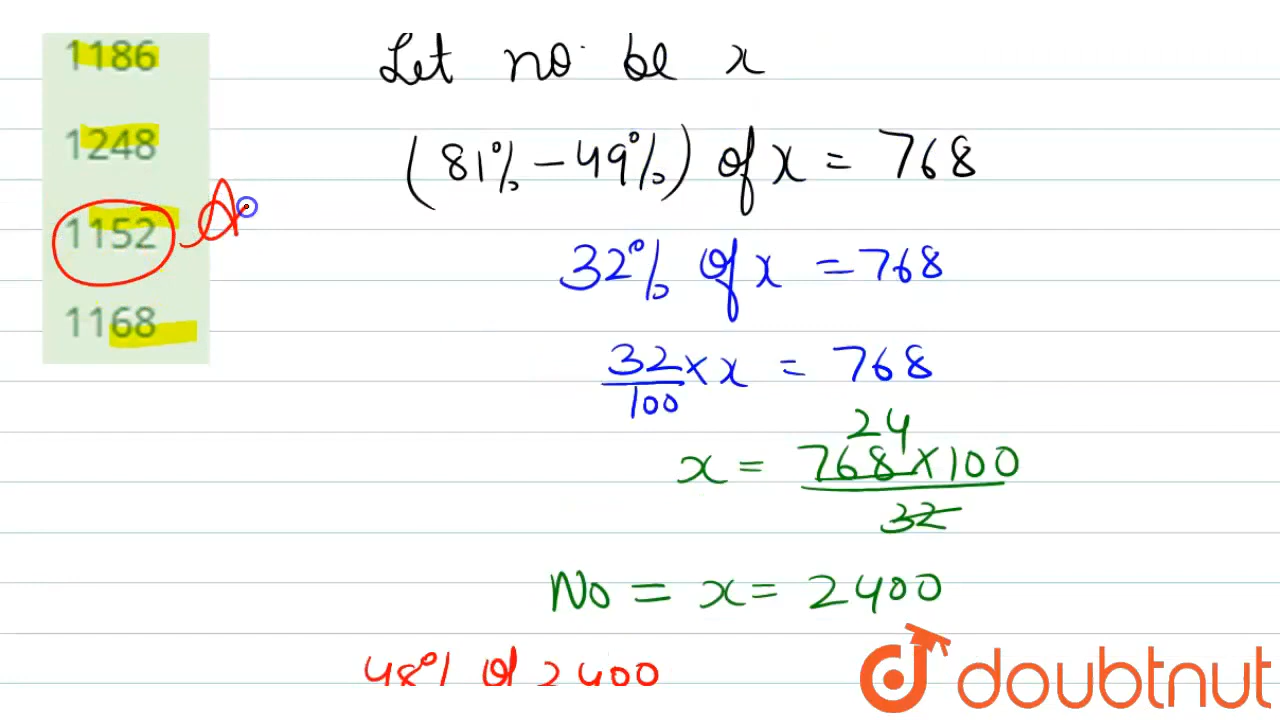 1186
1248
1152
1168
Let no. be x
(81% - 49%) of x = 768
32% of x = 768
32/100 × x = 768
24
x = 768 × 100
32
No = x = 2400
48% of 2400
doubtnut